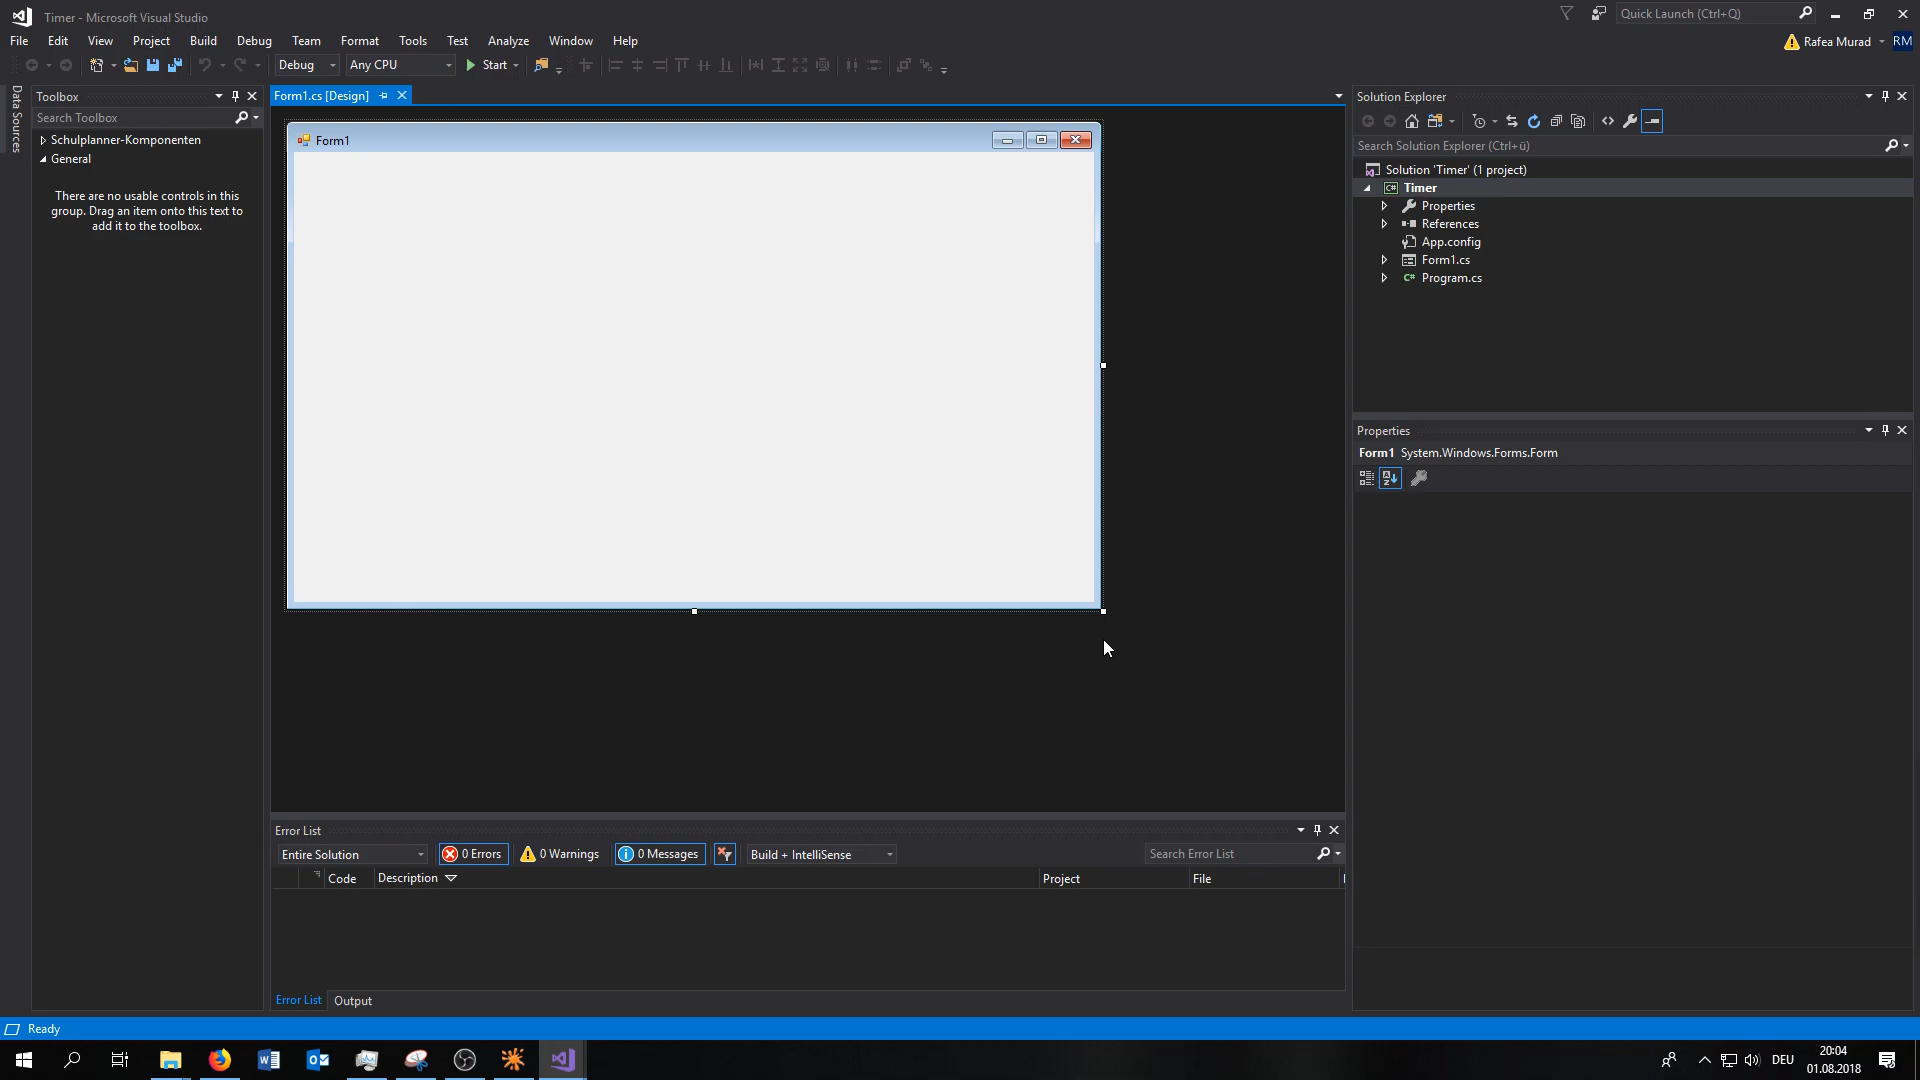 Timer - Microsoft Visual Studio
Quick Launch (Ctrl+Q)
File Edit View Project Build Debug Team Format Tools Test Analyze Window Help
Rafea Murad RM
Debug Any CPU Start
Data Sources
Toolbox
Search Toolbox
Schulplanner-Komponenten
General
There are no usable controls in this
group. Drag an item onto this text to
add it to the toolbox.
Form1.cs [Design]
Form1
Solution Explorer
Search Solution Explorer (Ctrl+ü)
Solution 'Timer' (1 project)
C# Timer
Properties
References
App.config
Form1.cs
C# Program.cs
Properties
Form1 System.Windows.Forms.Form
Error List
Entire Solution 0 Errors 0 Warnings 0 Messages Build + IntelliSense Search Error List
Code Description Project File
Error List Output
Ready
DEU
20:04
01.08.2018